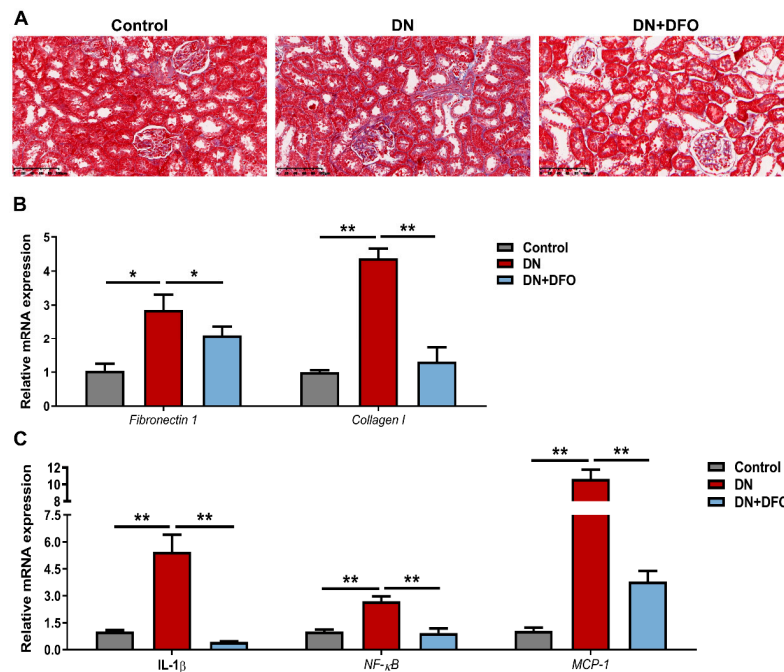 A
Control
DN
DN+DFO
B
Relative mRNA expression
5
4
3
2
1
0
*
*
**
**
Fibronectin 1
Collagen I
Control
DN
DN+DFO
C
Relative mRNA expression
12
10
8
7.5
6.0
4.5
3.0
1.5
0.0
**
**
**
**
**
**
IL-1β
NF-κB
MCP-1
Control
DN
DN+DFO